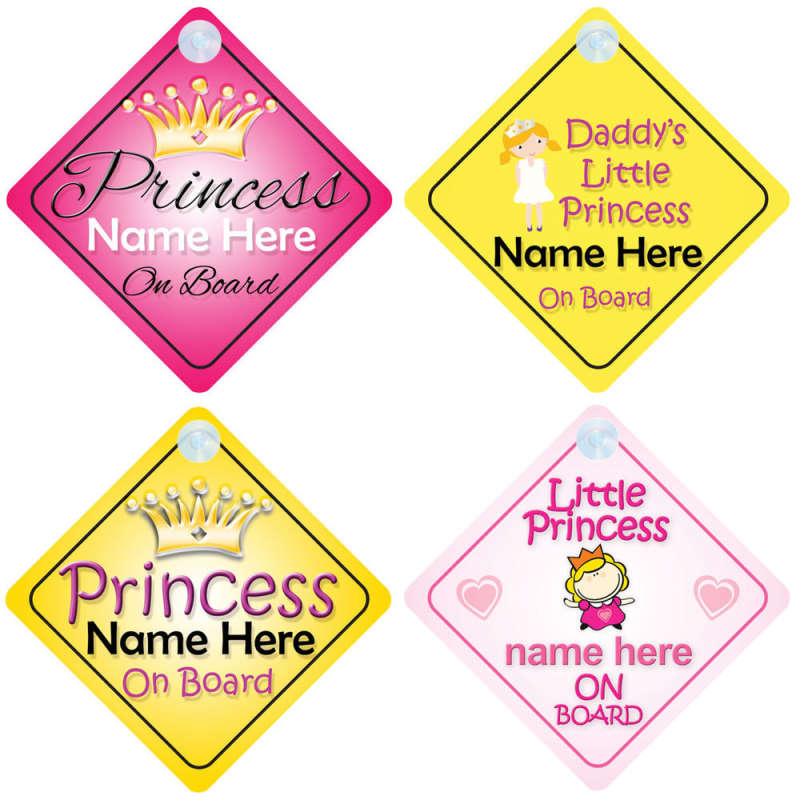 Princess
Name Here
On Board
Daddy's
Little
Princess
Name Here
On Board
Princess
Name Here
On Board
Little
Princess
name here
ON
BOARD